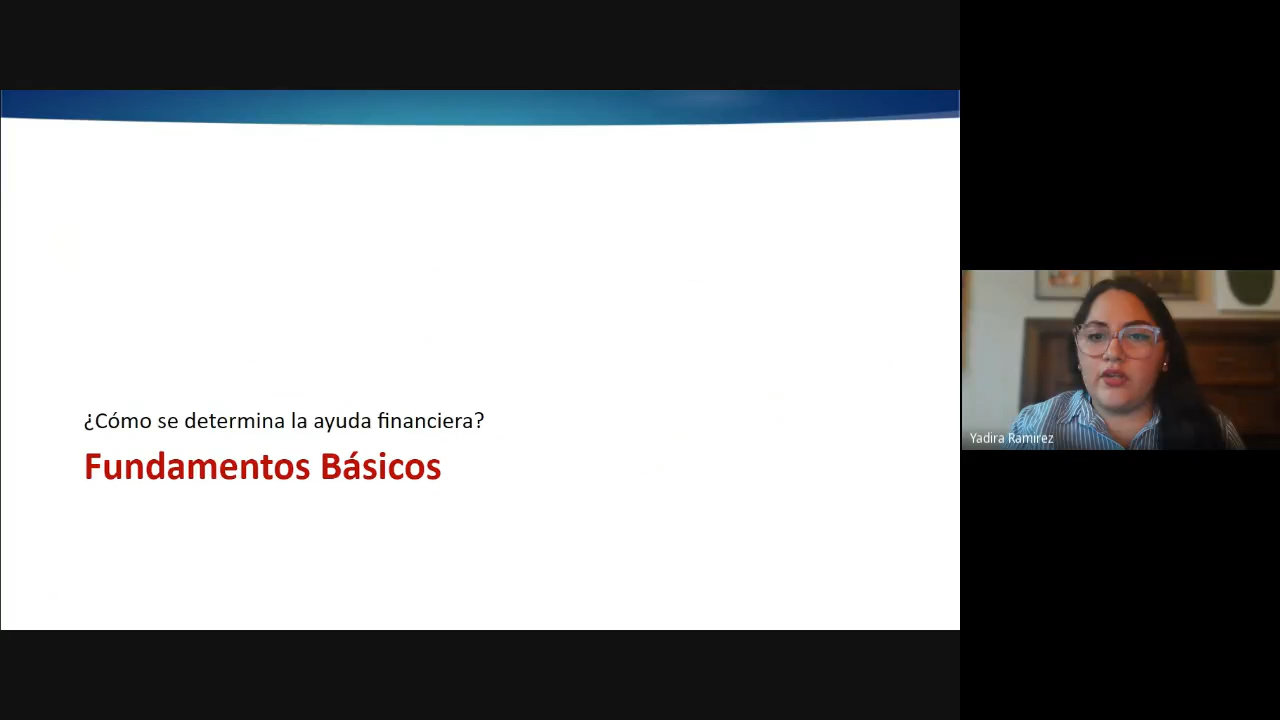 ¿Cómo se determina la ayuda financiera?
Fundamentos Básicos
Yadira Ramirez